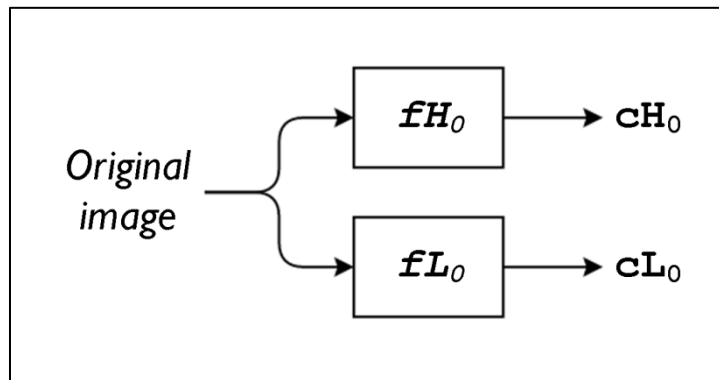 fH₀
cH₀
Original
image
fL₀
cL₀